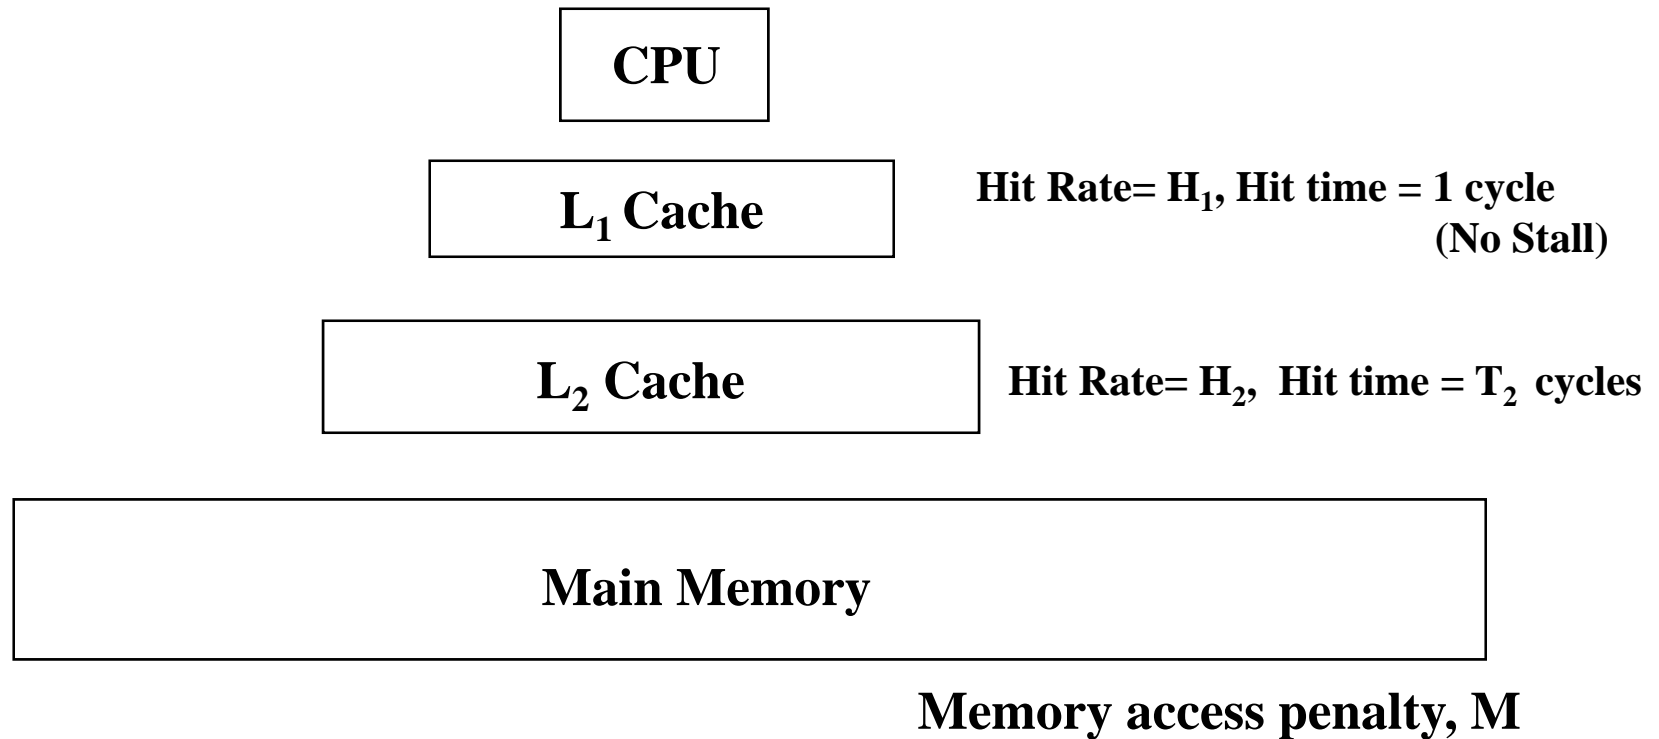 CPU
L₁ Cache
Hit Rate= H₁, Hit time = 1 cycle
(No Stall)
L₂ Cache
Hit Rate= H₂, Hit time = T₂ cycles
Main Memory
Memory access penalty, M